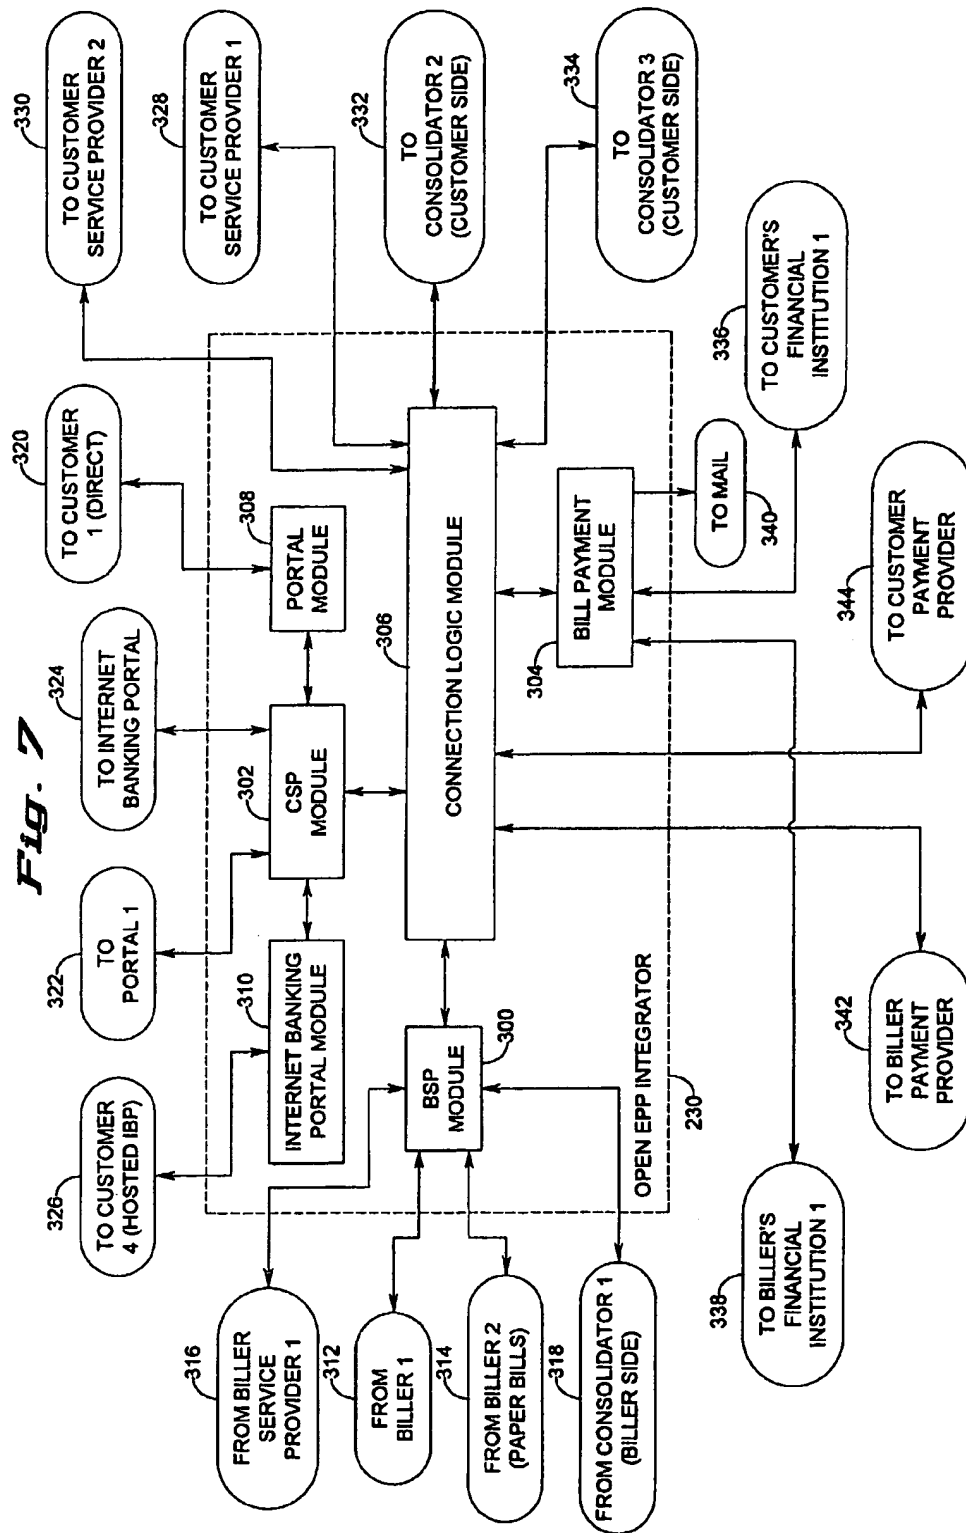 Fig. 7
326
TO CUSTOMER
4 (HOSTED IBP)
322
TO
PORTAL 1
324
TO INTERNET
BANKING PORTAL
320
TO CUSTOMER
1 (DIRECT)
330
TO CUSTOMER
SERVICE PROVIDER 2
328
TO CUSTOMER
SERVICE PROVIDER 1
332
TO
CONSOLIDATOR 2
(CUSTOMER SIDE)
334
TO
CONSOLIDATOR 3
(CUSTOMER SIDE)
316
FROM BILLER
SERVICE
PROVIDER 1
312
FROM
BILLER 1
314
FROM BILLER 2
(PAPER BILLS)
318
FROM CONSOLIDATOR 1
(BILLER SIDE)
310
INTERNET BANKING
PORTAL MODULE
302
CSP
MODULE
308
PORTAL
MODULE
300
BSP
MODULE
306
CONNECTION LOGIC MODULE
304
BILL PAYMENT
MODULE
OPEN EPP INTEGRATOR
230
TO MAIL
340
336
TO CUSTOMER'S
FINANCIAL
INSTITUTION 1
338
TO BILLER'S
FINANCIAL
INSTITUTION 1
342
TO BILLER
PAYMENT
PROVIDER
344
TO CUSTOMER
PAYMENT
PROVIDER